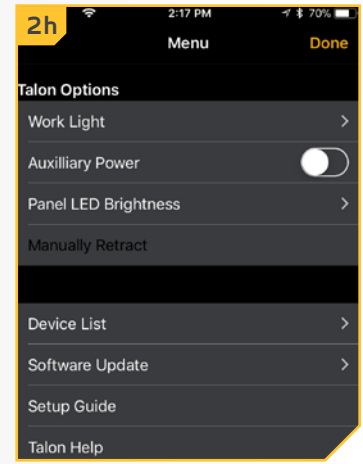 2h
2:17 PM 70%
Menu Done
Talon Options
Work Light
Auxilliary Power
Panel LED Brightness
Manually Retract
Device List
Software Update
Setup Guide
Talon Help